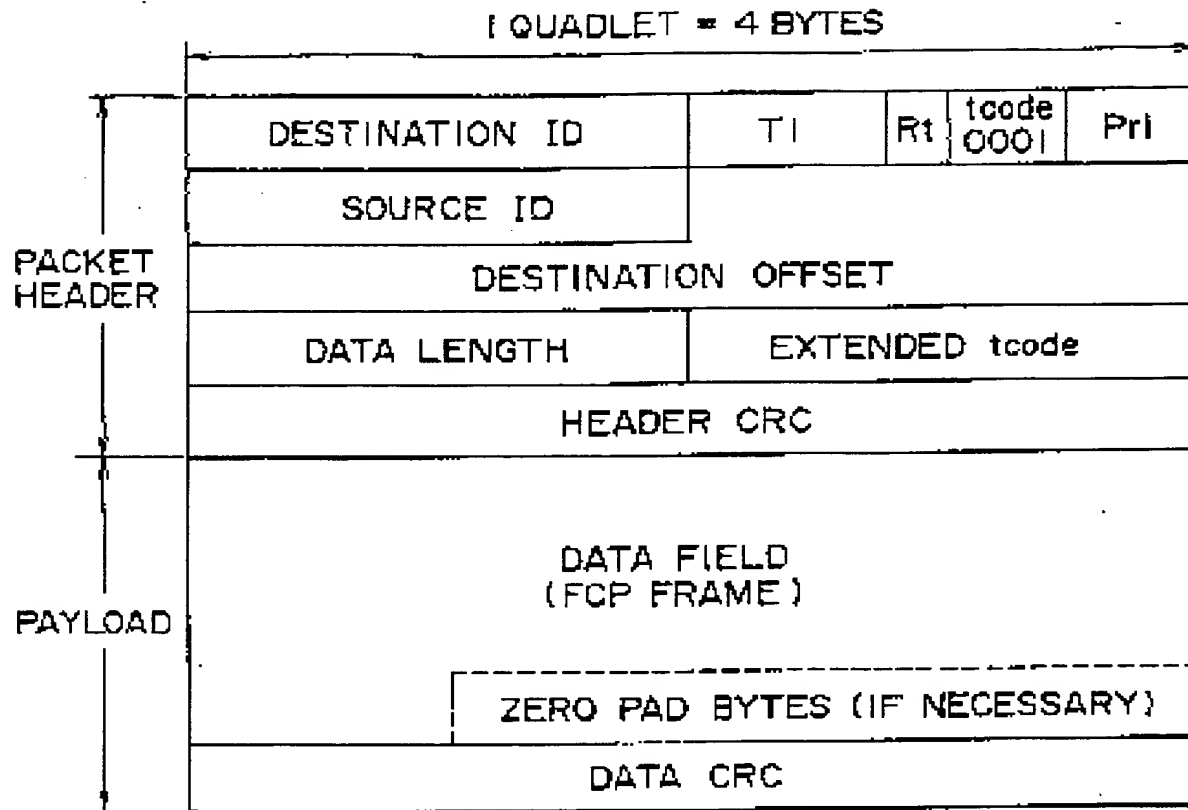 1 QUADLET = 4 BYTES
DESTINATION ID
T1
Rt
tcode
0001
Pri
SOURCE ID
PACKET
HEADER
DESTINATION OFFSET
DATA LENGTH
EXTENDED tcode
HEADER CRC
DATA FIELD
(FCP FRAME)
PAYLOAD
ZERO PAD BYTES (IF NECESSARY)
DATA CRC